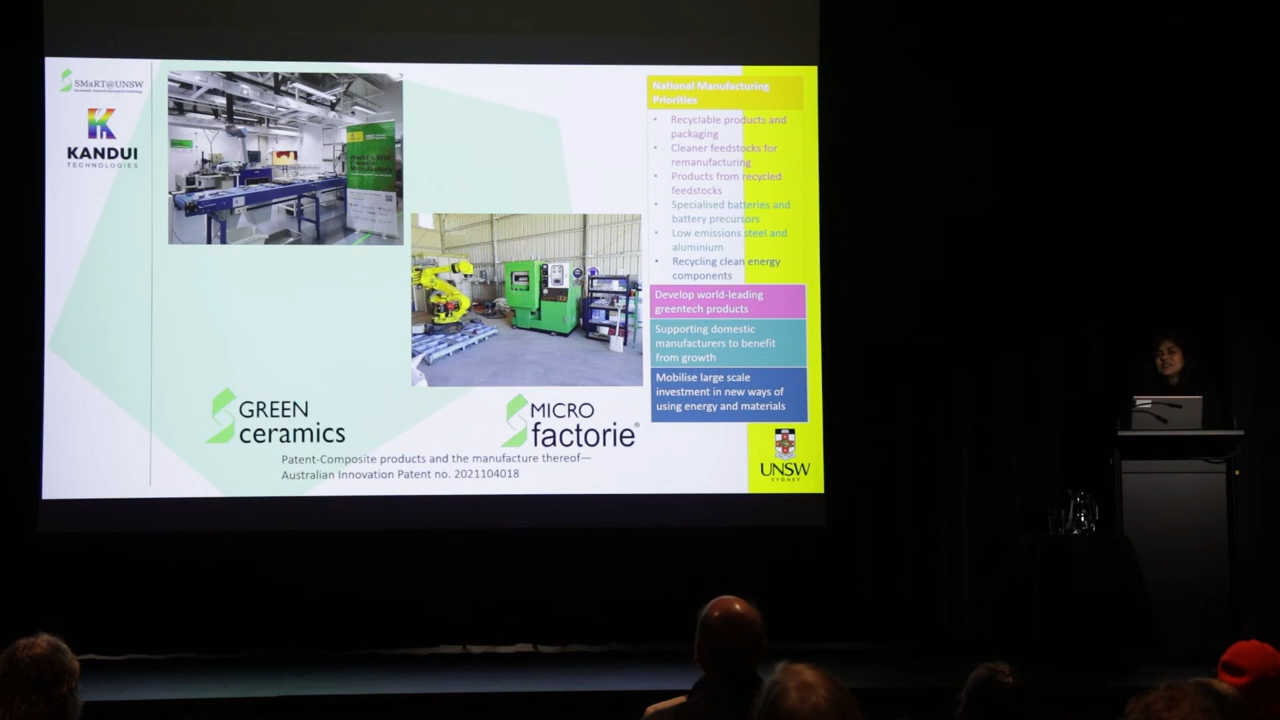 SMaRT@UNSW
KANDUI
TECHNOLOGIES
National Manufacturing
Priorities
• Recyclable products and
packaging
• Cleaner feedstocks for
remanufacturing
• Products from recycled
feedstocks
• Specialised batteries and
battery precursors
• Low emissions steel and
aluminium
• Recycling clean energy
components
Develop world-leading
greentech products
Supporting domestic
manufacturers to benefit
from growth
Mobilise large scale
investment in new ways of
using energy and materials
GREEN
ceramics
MICRO
factorie®
Patent-Composite products and the manufacture thereof—
Australian Innovation Patent no. 2021104018
UNSW
SYDNEY